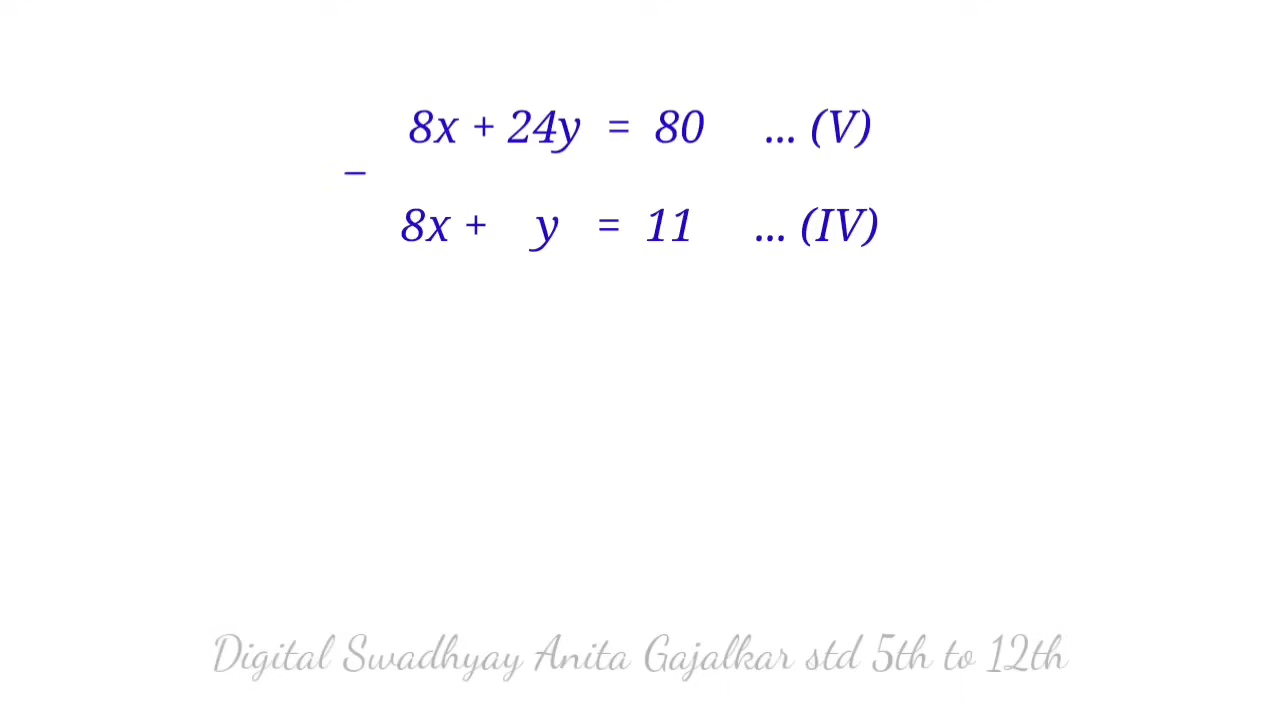 8x + 24y = 80 ... (V)
–
8x + y = 11 ... (IV)
Digital Swadhyay Anita Gajalkar std 5th to 12th